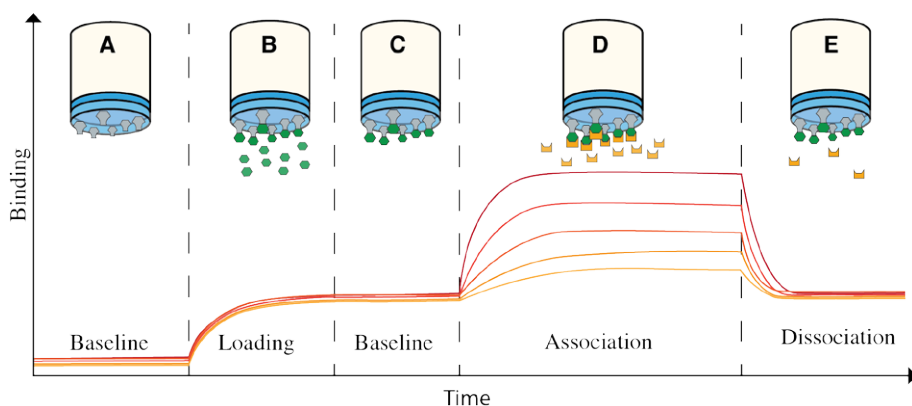 A
B
C
D
E
Binding
Baseline
Loading
Baseline
Association
Dissociation
Time